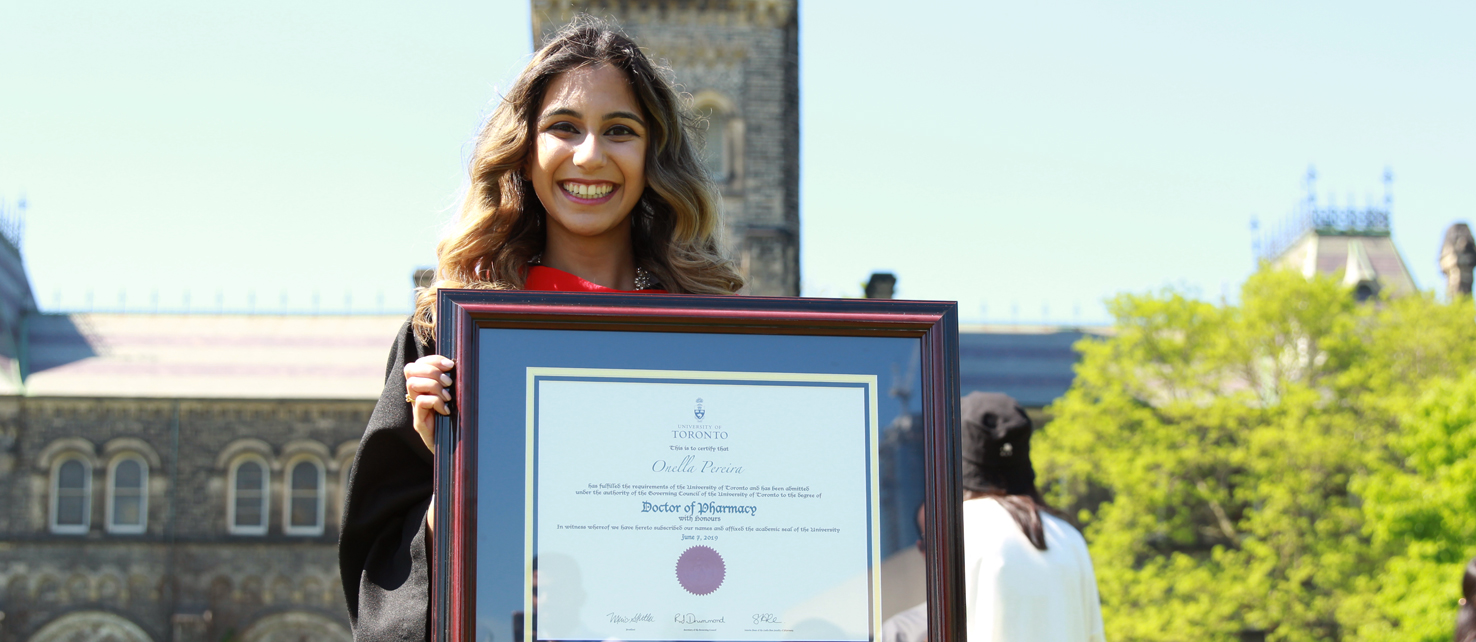 UNIVERSITY OF
TORONTO
This is to certify that
Onella Pereira
has fulfilled the requirements of the University of Toronto and has been admitted
under the authority of the Governing Council of the University of Toronto to the degree of
Doctor of Pharmacy
with Honours
In witness whereof we have hereto subscribed our names and affixed the academic seal of the University
June 7, 2019